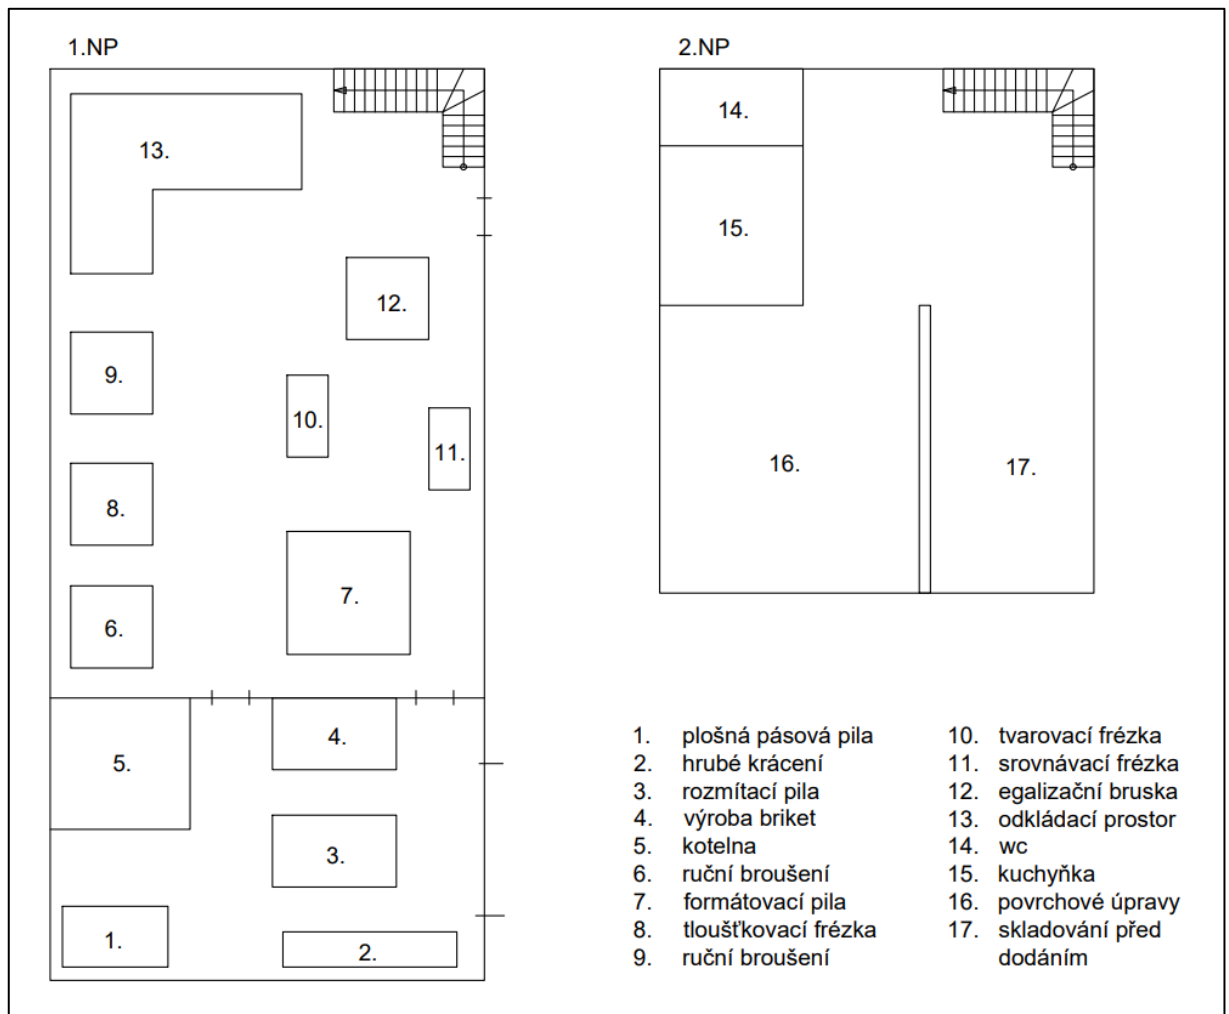 1.NP
2.NP
13.
12.
9.
10.
11.
8.
7.
6.
4.
5.
3.
1.
2.
14.
15.
16.
17.
1. plošná pásová pila
2. hrubé krácení
3. rozmítací pila
4. výroba briket
5. kotelna
6. ruční broušení
7. formátovací pila
8. tloušťkovací frézka
9. ruční broušení
10. tvarovací frézka
11. srovnávací frézka
12. egalizační bruska
13. odkládací prostor
14. wc
15. kuchyňka
16. povrchové úpravy
17. skladování před
dodáním